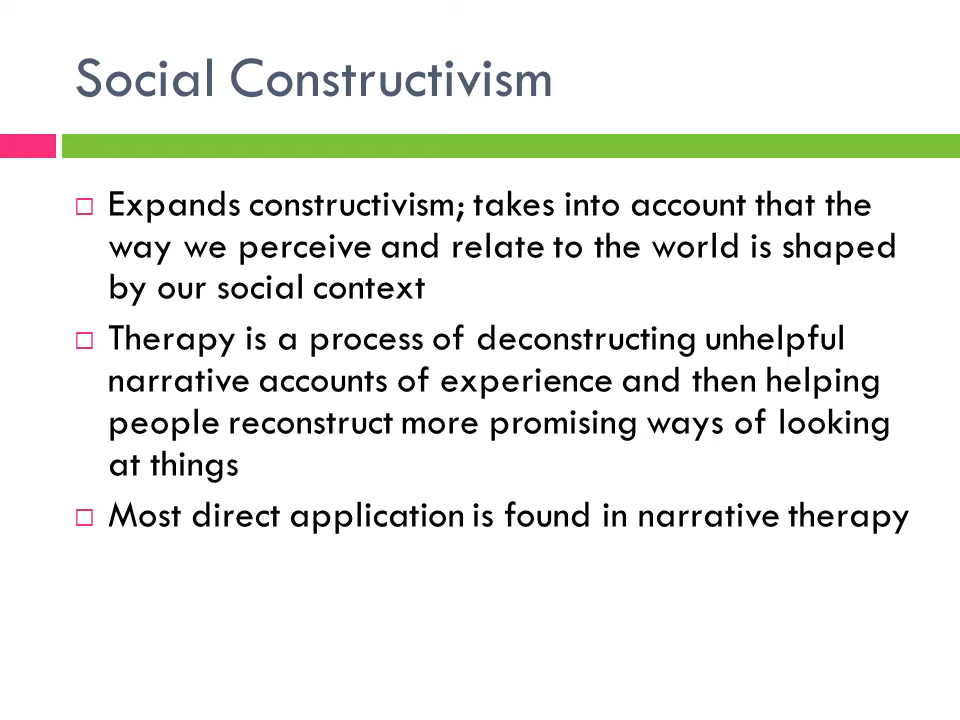 Social Constructivism
Expands constructivism; takes into account that the
way we perceive and relate to the world is shaped
by our social context
Therapy is a process of deconstructing unhelpful
narrative accounts of experience and then helping
people reconstruct more promising ways of looking
at things
Most direct application is found in narrative therapy